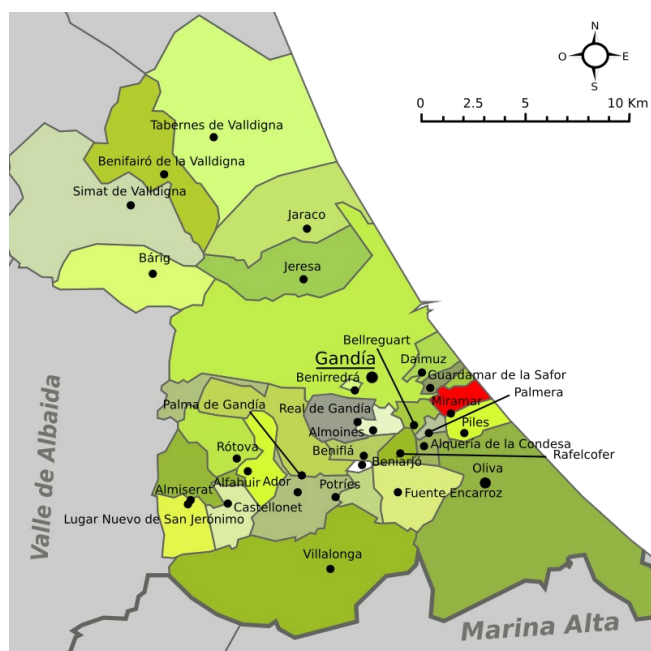 N
O E
S
0 2.5 5 10 Km
Tabernes de Valldigna
Benifairó de la Valldigna
Simat de Valldigna
Jaraco
Bárig
Jeresa
Bellreguart
Gandía
Daimuz
Benirredrá
Guardamar de la Safor
Miramar
Palmera
Palma de Gandía
Real de Gandía
Almoines
Piles
Rótova
Alquería de la Condesa
Beniflá
Rafelcofer
Beniarjó
Oliva
Alfahuir
Ador
Potríes
Almiserat
Fuente Encarroz
Castellonet
Lugar Nuevo de San Jerónimo
Villalonga
Valle de Albaida
Marina Alta